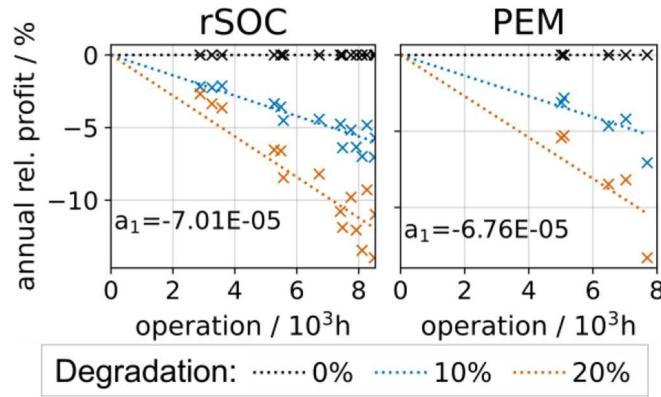 rSOC
PEM
annual rel. profit / %
0
−5
−10
a₁=-7.01E-05
a₁=-6.76E-05
0 2 4 6 8
0 2 4 6 8
operation / 10³h
operation / 10³h
Degradation: 0% 10% 20%